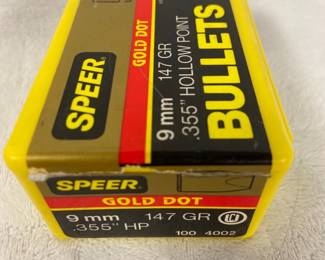 SPEER
GOLD DOT
9 mm 147 GR
.355" HOLLOW POINT
BULLETS
SPEER
GOLD DOT
9 mm 147 GR
.355" HP
100 4002